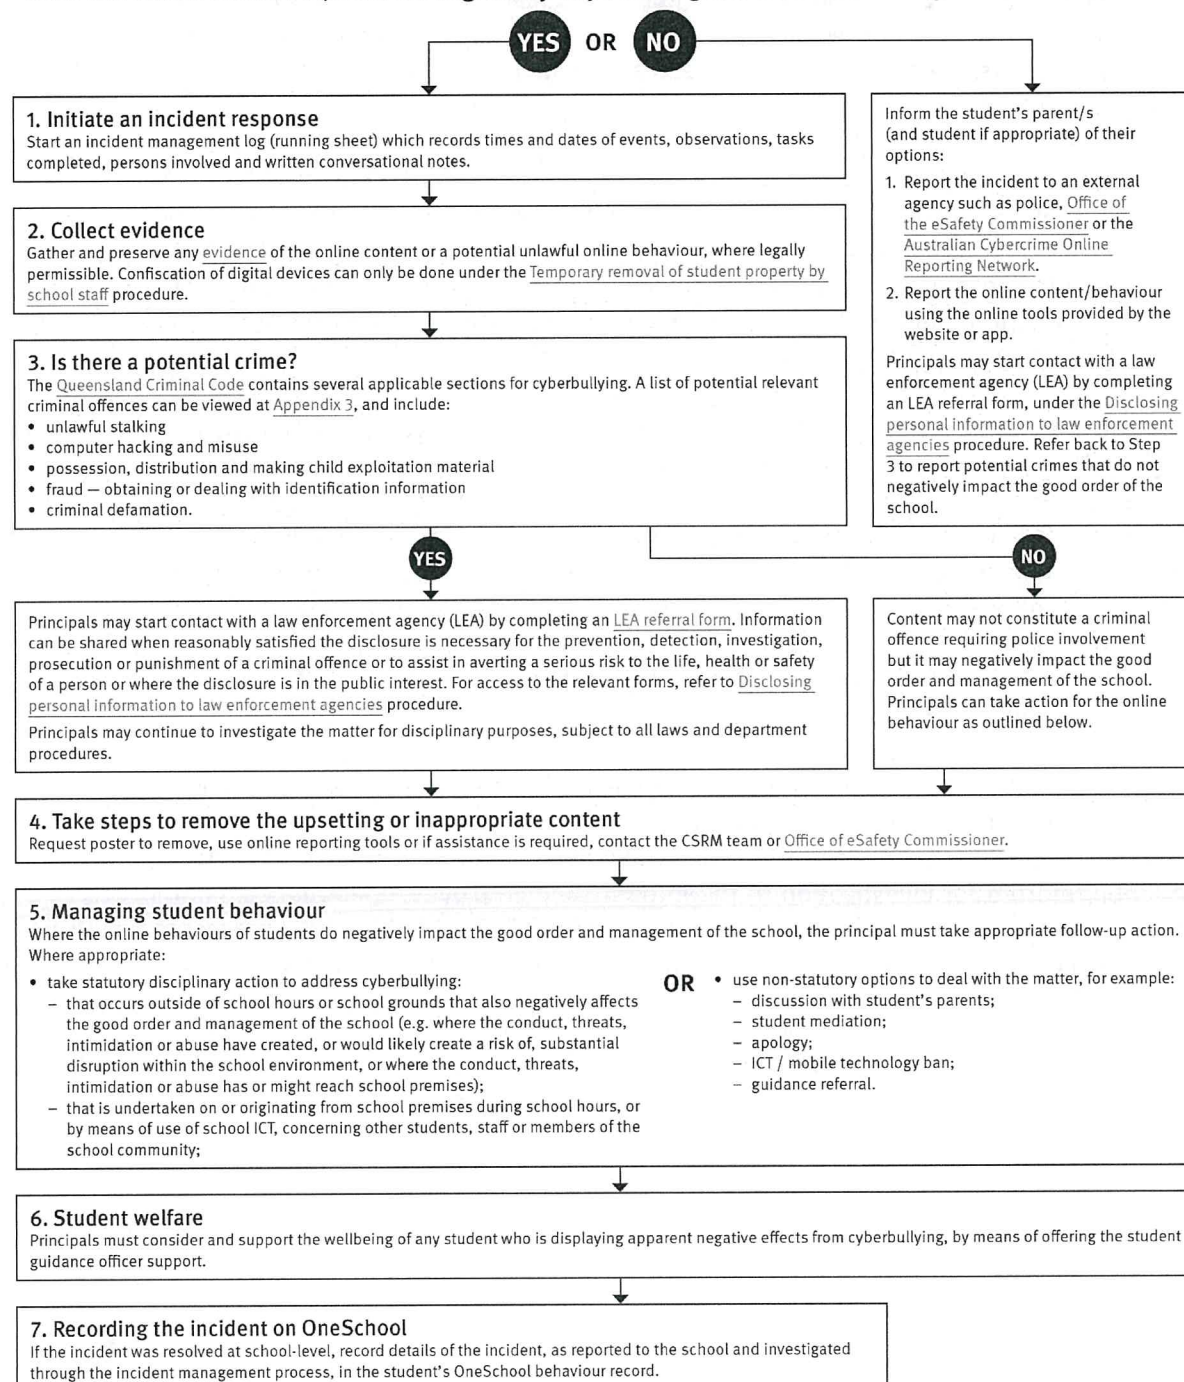 YES OR NO
1. Initiate an incident response
Start an incident management log (running sheet) which records times and dates of events, observations, tasks
completed, persons involved and written conversational notes.
Inform the student's parent/s
(and student if appropriate) of their
options:
1. Report the incident to an external
agency such as police, Office of
the eSafety Commissioner or the
Australian Cybercrime Online
Reporting Network.
2. Report the online content/behaviour
using the online tools provided by the
website or app.
Principals may start contact with a law
enforcement agency (LEA) by completing
an LEA referral form, under the Disclosing
personal information to law enforcement
agencies procedure. Refer back to Step
3 to report potential crimes that do not
negatively impact the good order of the
school.
2. Collect evidence
Gather and preserve any evidence of the online content or a potential unlawful online behaviour, where legally
permissible. Confiscation of digital devices can only be done under the Temporary removal of student property by
school staff procedure.
3. Is there a potential crime?
The Queensland Criminal Code contains several applicable sections for cyberbullying. A list of potential relevant
criminal offences can be viewed at Appendix 3, and include:
• unlawful stalking
• computer hacking and misuse
• possession, distribution and making child exploitation material
• fraud — obtaining or dealing with identification information
• criminal defamation.
YES
NO
Principals may start contact with a law enforcement agency (LEA) by completing an LEA referral form. Information
can be shared when reasonably satisfied the disclosure is necessary for the prevention, detection, investigation,
prosecution or punishment of a criminal offence or to assist in averting a serious risk to the life, health or safety
of a person or where the disclosure is in the public interest. For access to the relevant forms, refer to Disclosing
personal information to law enforcement agencies procedure.
Principals may continue to investigate the matter for disciplinary purposes, subject to all laws and department
procedures.
Content may not constitute a criminal
offence requiring police involvement
but it may negatively impact the good
order and management of the school.
Principals can take action for the online
behaviour as outlined below.
4. Take steps to remove the upsetting or inappropriate content
Request poster to remove, use online reporting tools or if assistance is required, contact the CSRM team or Office of eSafety Commissioner.
5. Managing student behaviour
Where the online behaviours of students do negatively impact the good order and management of the school, the principal must take appropriate follow-up action.
Where appropriate:
• take statutory disciplinary action to address cyberbullying:
– that occurs outside of school hours or school grounds that also negatively affects
the good order and management of the school (e.g. where the conduct, threats,
intimidation or abuse have created, or would likely create a risk of, substantial
disruption within the school environment, or where the conduct, threats,
intimidation or abuse has or might reach school premises);
– that is undertaken on or originating from school premises during school hours, or
by means of use of school ICT, concerning other students, staff or members of the
school community;
OR
• use non-statutory options to deal with the matter, for example:
– discussion with student's parents;
– student mediation;
– apology;
– ICT / mobile technology ban;
– guidance referral.
6. Student welfare
Principals must consider and support the wellbeing of any student who is displaying apparent negative effects from cyberbullying, by means of offering the student
guidance officer support.
7. Recording the incident on OneSchool
If the incident was resolved at school-level, record details of the incident, as reported to the school and investigated
through the incident management process, in the student's OneSchool behaviour record.